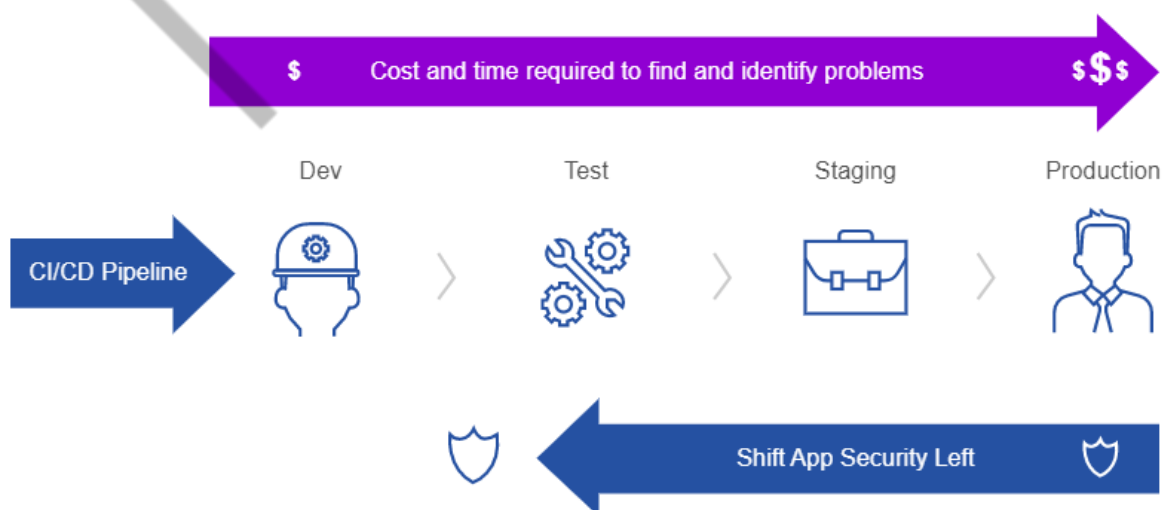 $ Cost and time required to find and identify problems $$$
Dev Test Staging Production
CI/CD Pipeline
Shift App Security Left